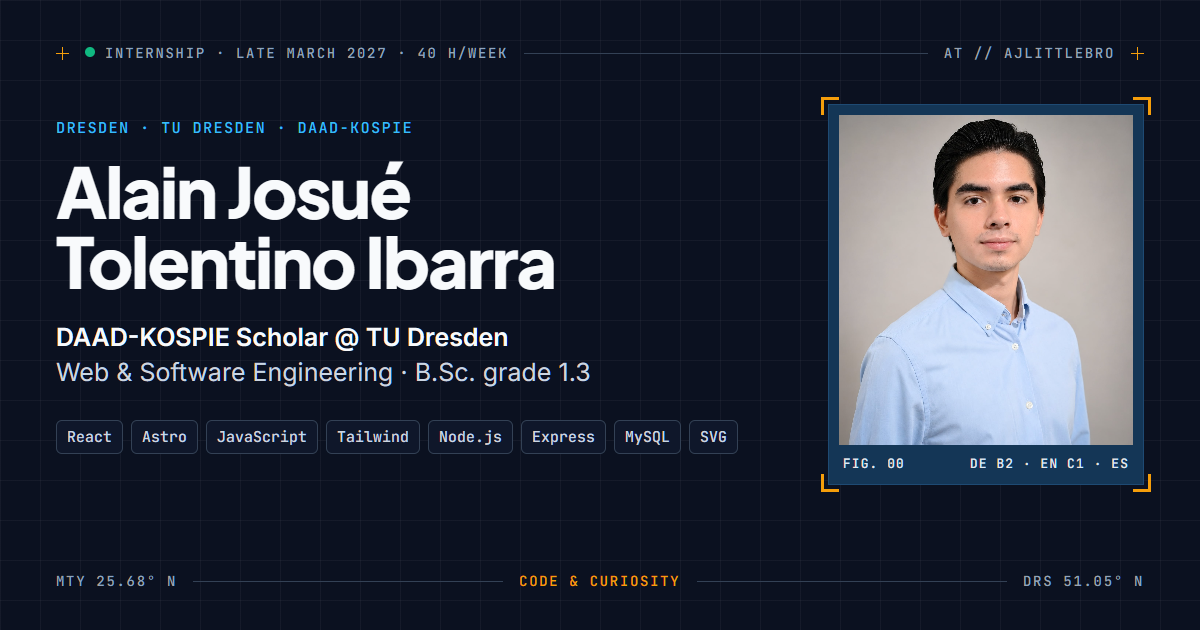 INTERNSHIP · LATE MARCH 2027 · 40 H/WEEK
AT // AJLITTLEBRO
DRESDEN · TU DRESDEN · DAAD-KOSPIE
Alain Josué
Tolentino Ibarra
DAAD-KOSPIE Scholar @ TU Dresden
Web & Software Engineering · B.Sc. grade 1.3
React Astro JavaScript Tailwind Node.js Express MySQL SVG
FIG. 00 DE B2 · EN C1 · ES
MTY 25.68° N
CODE & CURIOSITY
DRS 51.05° N